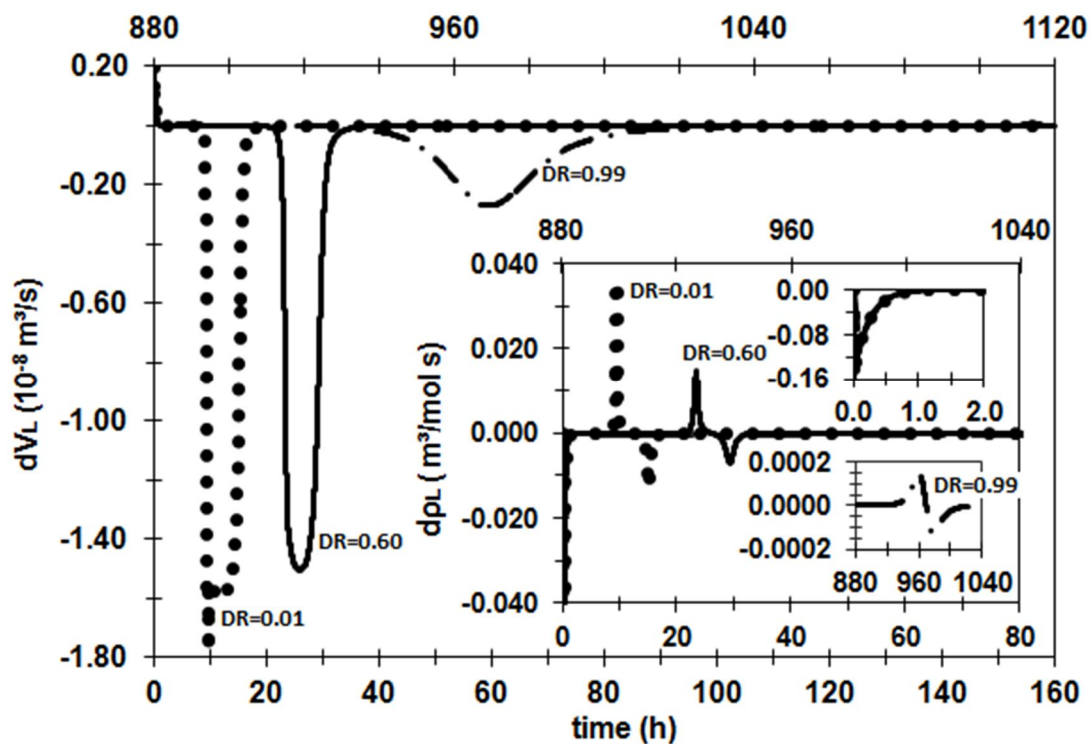 880 960 1040 1120
0.20
-0.20
-0.60
-1.00
-1.40
-1.80
dVL (10-8 m³/s)
DR=0.99
DR=0.60
DR=0.01
880 960 1040
0.040
0.020
0.000
-0.020
-0.040
dρL ( m³/mol s)
DR=0.01
DR=0.60
0.00
-0.08
-0.16
0.0 1.0 2.0
0.0002
0.0000
-0.0002
DR=0.99
880 960 1040
0 20 40 60 80
0 20 40 60 80 100 120 140 160
time (h)